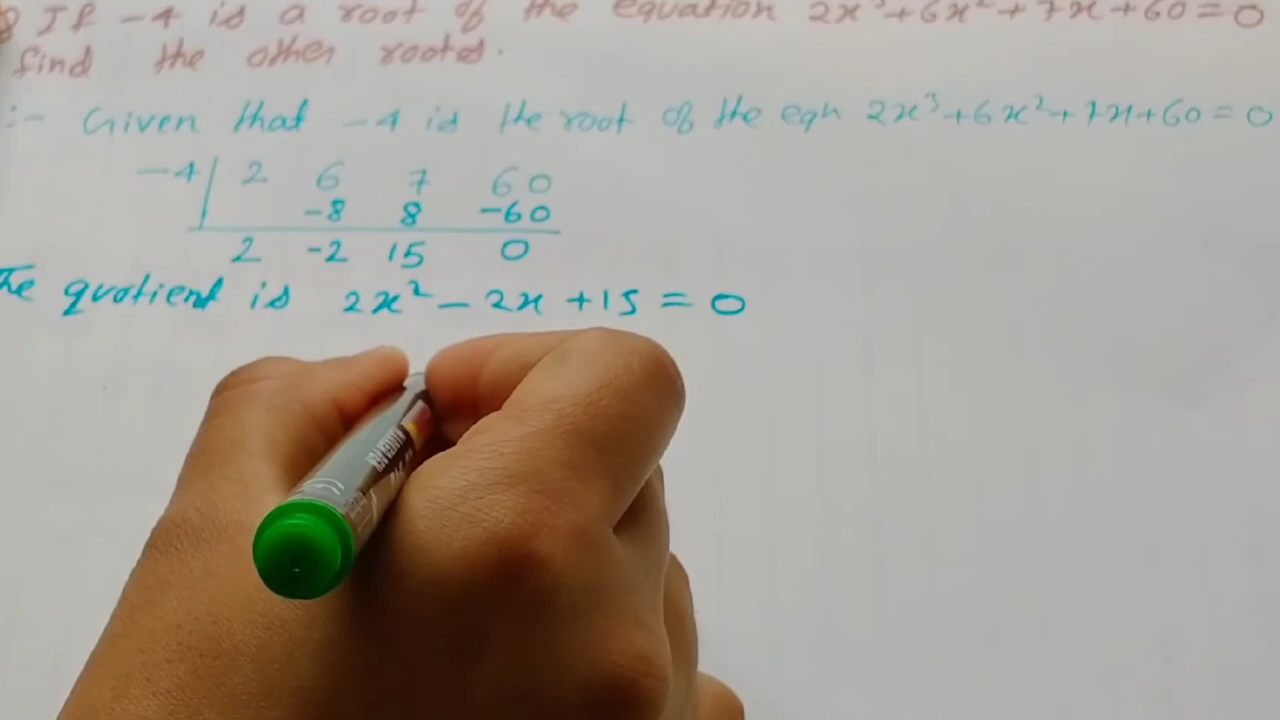 If -4 is a root of the equation 2x³+6x²+7x+60=0
find the other roots.
:- Given that -4 is the root of the eqn 2x³+6x²+7x+60=0
-4 2 6 7 60
-8 8 -60
2 -2 15 0
The quotient is 2x²-2x+15=0